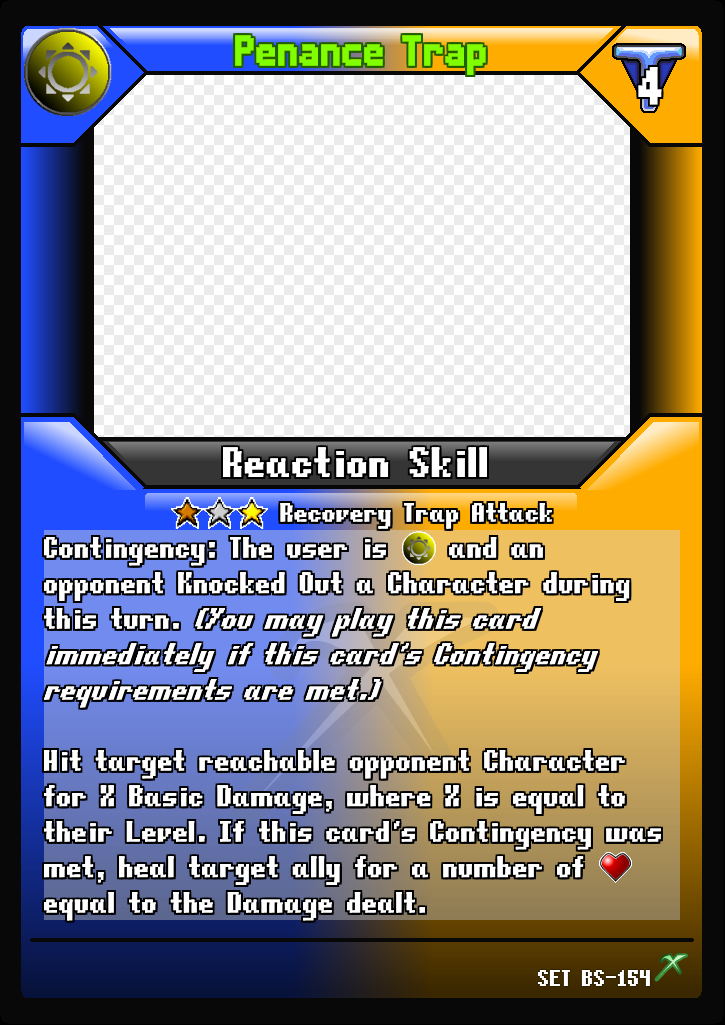 Penance Trap
4
Reaction Skill
Recovery Trap Attack
Contingency: The user is and an
opponent Knocked Out a Character during
this turn. (You may play this card
immediately if this card's Contingency
requirements are met.)
Hit target reachable opponent Character
for X Basic Damage, where X is equal to
their Level. If this card's Contingency was
met, heal target ally for a number of
equal to the Damage dealt.
SET BS-154